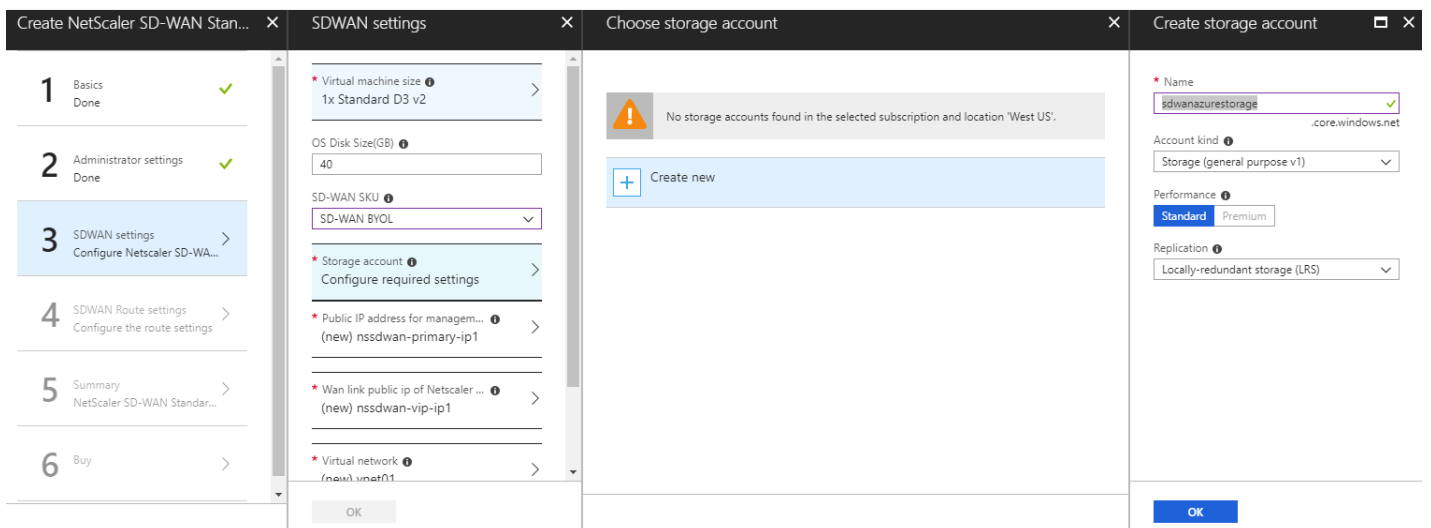 Create NetScaler SD-WAN Stan...
1
Basics
Done
2
Administrator settings
Done
3
SDWAN settings
Configure Netscaler SD-WA...
4
SDWAN Route settings
Configure the route settings
5
Summary
NetScaler SD-WAN Standar...
6
Buy
SDWAN settings
* Virtual machine size
1x Standard D3 v2
OS Disk Size(GB)
40
SD-WAN SKU
SD-WAN BYOL
* Storage account
Configure required settings
* Public IP address for managem...
(new) nssdwan-primary-ip1
* Wan link public ip of Netscaler ...
(new) nssdwan-vip-ip1
* Virtual network
(new) vnet01
OK
Choose storage account
No storage accounts found in the selected subscription and location 'West US'.
Create new
Create storage account
* Name
sdwanazurestorage
.core.windows.net
Account kind
Storage (general purpose v1)
Performance
Standard Premium
Replication
Locally-redundant storage (LRS)
OK